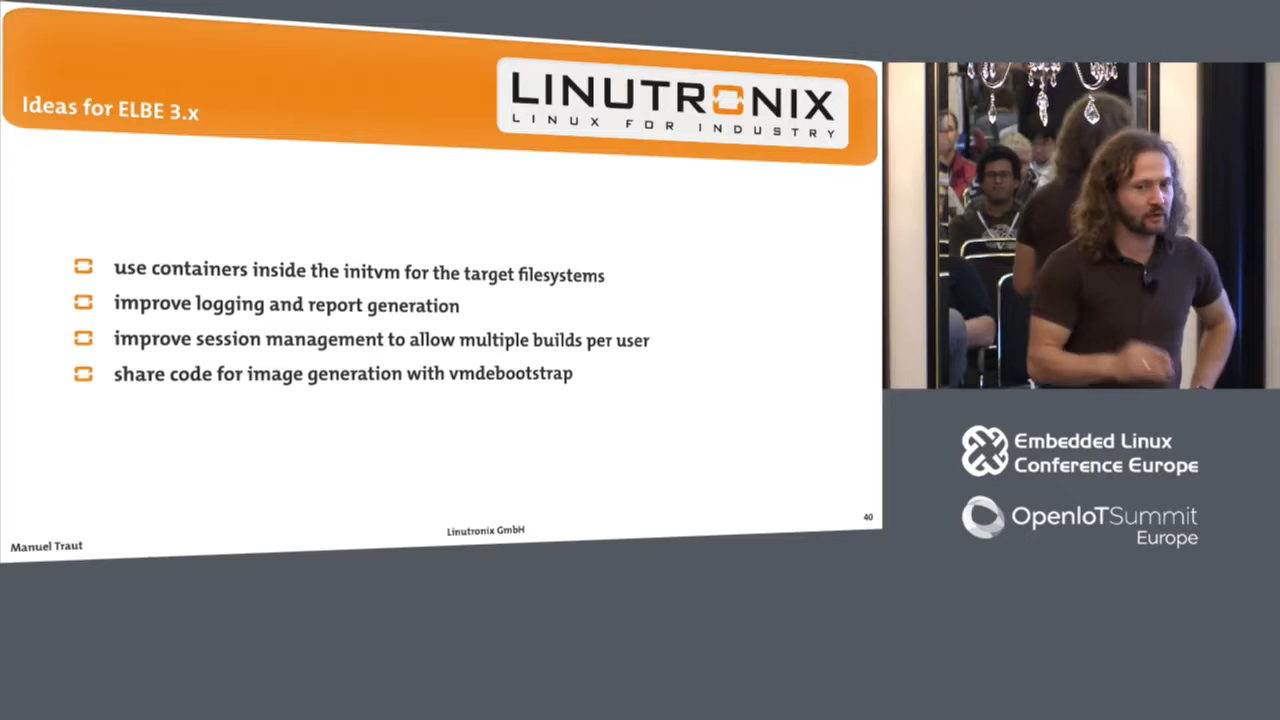 Ideas for ELBE 3.x
LINUTRONIX
LINUX FOR INDUSTRY
use containers inside the initvm for the target filesystems
improve logging and report generation
improve session management to allow multiple builds per user
share code for image generation with vmdebootstrap
Manuel Traut
Linutronix GmbH
40
Embedded Linux
Conference Europe
OpenIoTSummit
Europe